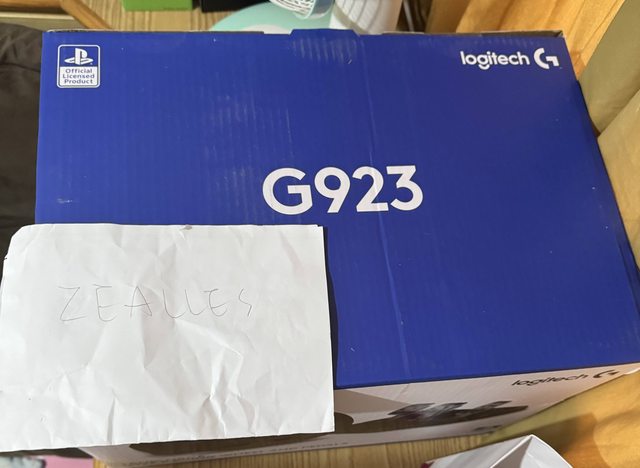 Official
Licensed
Product
logitech G
G923
ZEALLES
logitech G